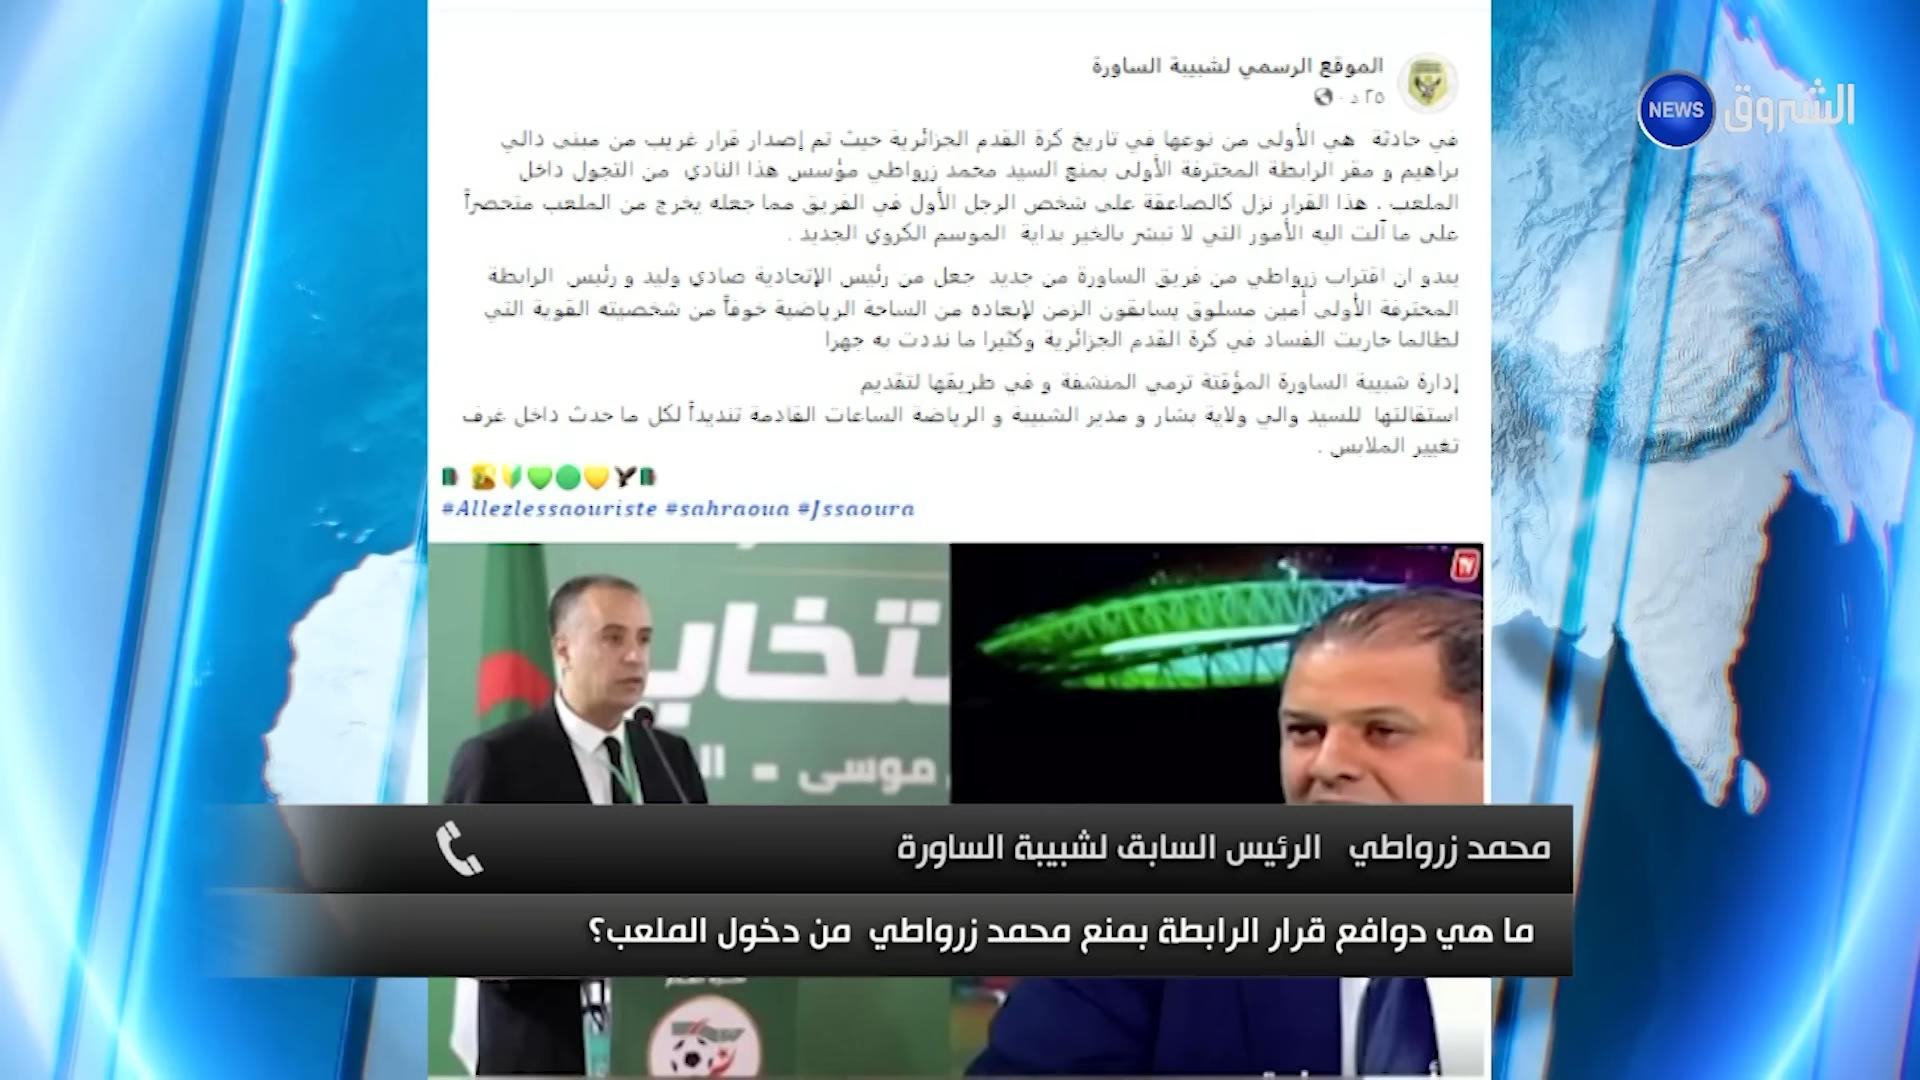 الموقع الرسمي لشبيبة الساورة
٢٥ د ·
NEWS الشروق
في حادثة هي الأولى من نوعها في تاريخ كرة القدم الجزائرية حيث تم إصدار قرار غريب من مبنى دالي
براهيم و مقر الرابطة المحترفة الأولى بمنع السيد محمد زرواطي مؤسس هذا النادي من التجول داخل
الملعب . هذا القرار نزل كالصاعقة على شخص الرجل الأول في الفريق مما جعله يخرج من الملعب متحصراً
على ما آلت اليه الأمور التي لا تبشر بالخير بداية الموسم الكروي الجديد .
يبدو ان اقتراب زرواطي من فريق الساورة من جديد جعل من رئيس الإتحادية صادي وليد و رئيس الرابطة
المحترفة الأولى أمين مسلوق يسابقون الزمن لإبعاده من الساحة الرياضية خوفاً من شخصيته القوية التي
لطالما حاربت الفساد في كرة القدم الجزائرية وكثيرا ما نددت به جهرا
إدارة شبيبة الساورة المؤقتة ترمي المنشفة و في طريقها لتقديم
استقالتها للسيد والي ولاية بشار و مدير الشبيبة و الرياضة الساعات القادمة تنديداً لكل ما حدث داخل غرف
تغيير الملابس .
#Allezlessaouriste #sahraoua #Jssaoura
TV
موسى - ال
محمد زرواطي الرئيس السابق لشبيبة الساورة
ما هي دوافع قرار الرابطة بمنع محمد زرواطي من دخول الملعب؟